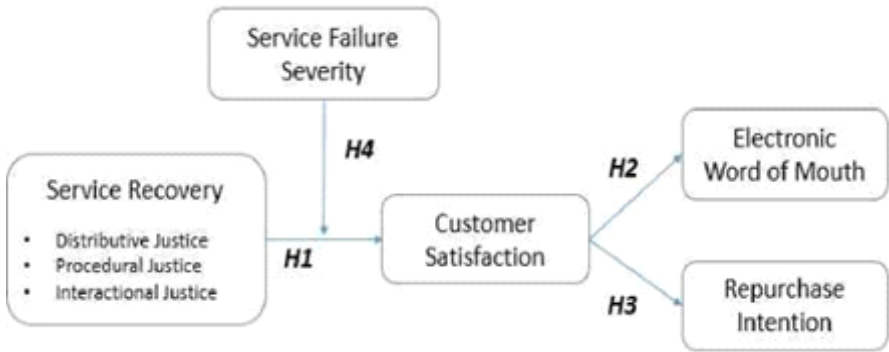 Service Failure
Severity
H4
Service Recovery
• Distributive Justice
• Procedural Justice
• Interactional Justice
H1
Customer
Satisfaction
H2
Electronic
Word of Mouth
H3
Repurchase
Intention